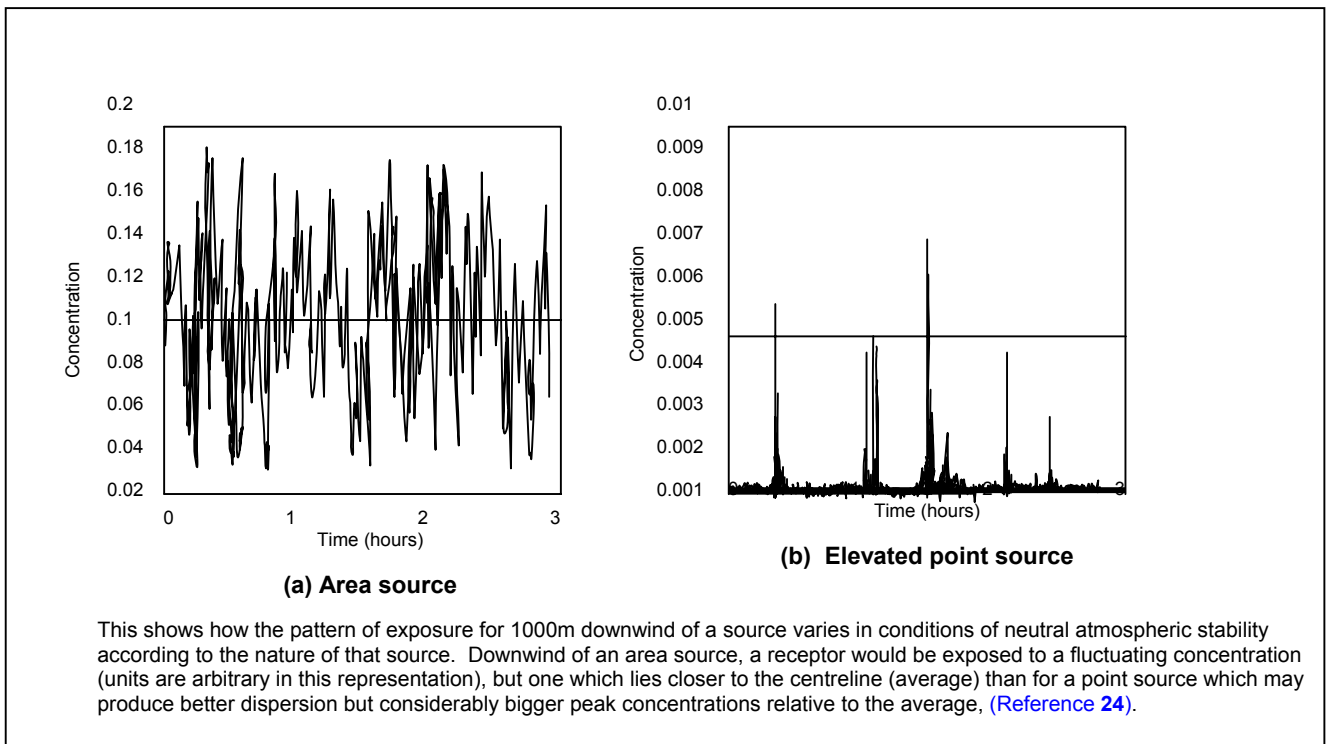 0.2
0.18
0.16
0.14
0.12
0.1
0.08
0.06
0.04
0.02
Concentration
0 1 2 3
Time (hours)
(a) Area source
0.01
0.009
0.008
0.007
0.006
0.005
0.004
0.003
0.002
0.001
Concentration
2 3
Time (hours)
(b) Elevated point source
This shows how the pattern of exposure for 1000m downwind of a source varies in conditions of neutral atmospheric stability
according to the nature of that source. Downwind of an area source, a receptor would be exposed to a fluctuating concentration
(units are arbitrary in this representation), but one which lies closer to the centreline (average) than for a point source which may
produce better dispersion but considerably bigger peak concentrations relative to the average, (Reference 24).